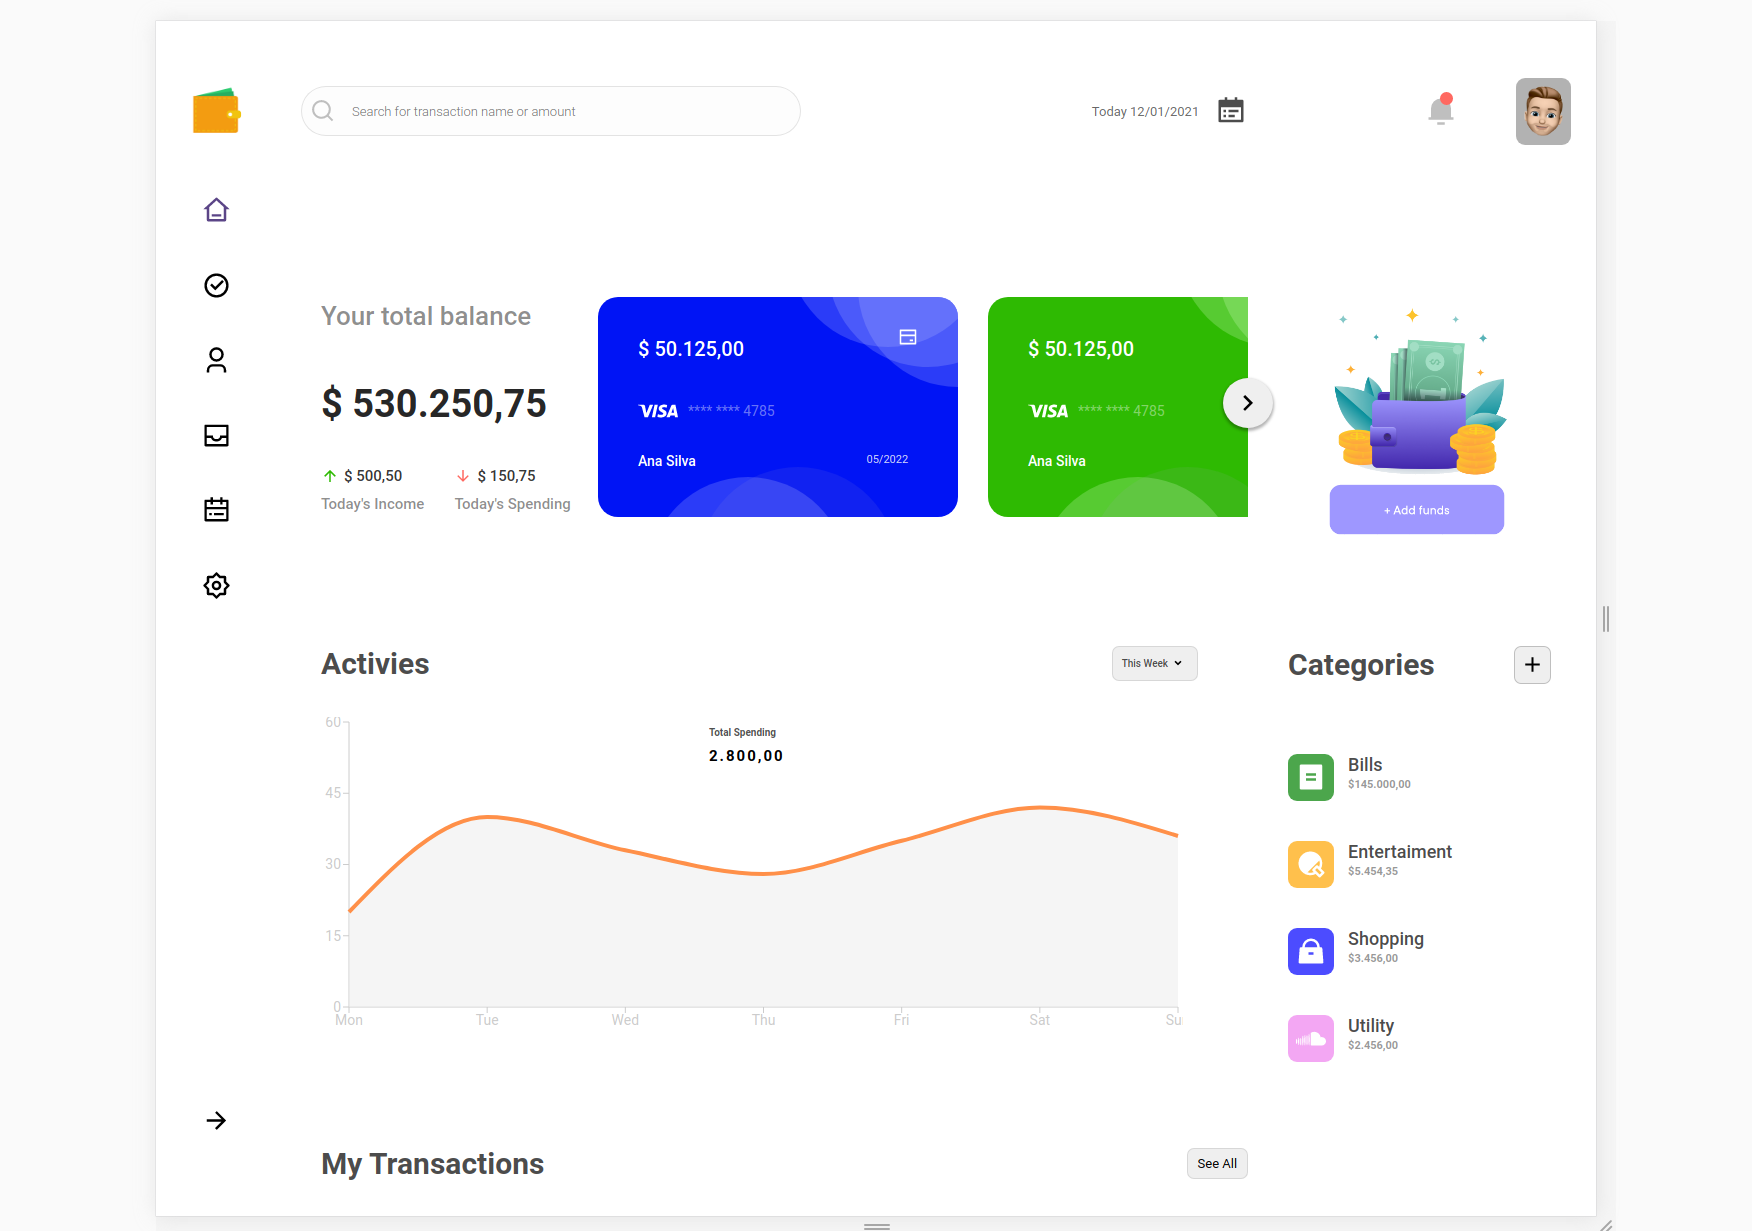 Search for transaction name or amount
Today 12/01/2021
Your total balance
$ 530.250,75
$ 500,50
Today's Income
$ 150,75
Today's Spending
$ 50.125,00
VISA **** **** 4785
Ana Silva
05/2022
$ 50.125,00
VISA **** **** 4785
Ana Silva
+ Add funds
Activies
This Week
Total Spending
2.800,00
60
45
30
15
0
Mon Tue Wed Thu Fri Sat Su
Categories
Bills
$145.000,00
Entertaiment
$5.454,35
Shopping
$3.456,00
Utility
$2.456,00
My Transactions
See All